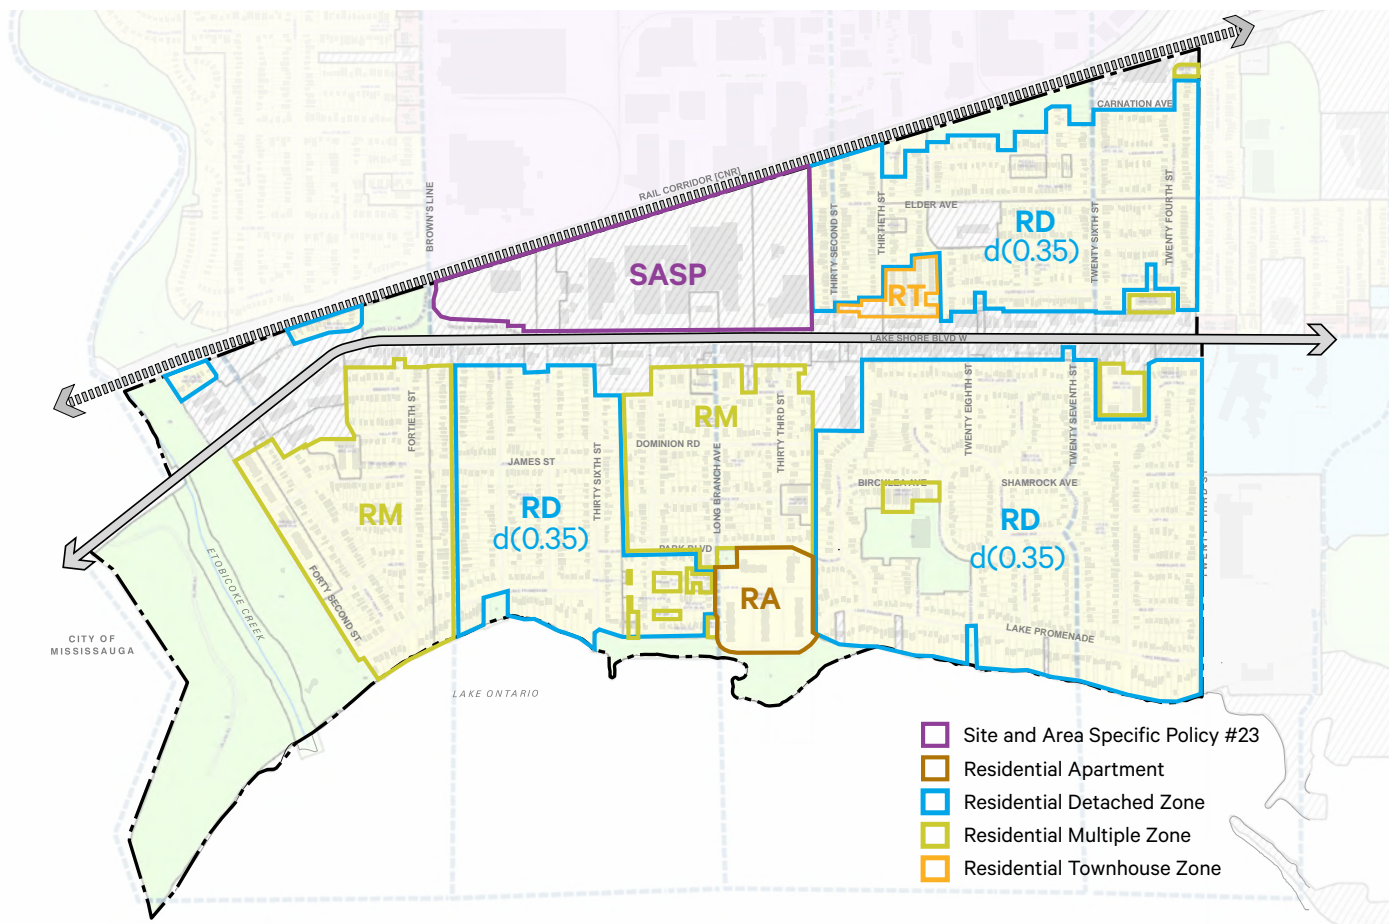 CARNATION AVE
RAIL CORRIDOR [CNR]
BROWN'S LINE
THIRTY SECOND ST
THIRTIETH ST
ELDER AVE
TWENTY SIXTH ST
TWENTY FOURTH ST
RD
d(0.35)
SASP
RT
LAKE SHORE BLVD W
FORTIETH ST
JAMES ST
THIRTY SIXTH ST
DOMINION RD
RM
LONG BRANCH AVE
THIRTY THIRD ST
TWENTY EIGHTH ST
TWENTY SEVENTH ST
BIRCHLEA AVE
SHAMROCK AVE
TWENTY THIRD ST
RM
RD
d(0.35)
RD
d(0.35)
PARK BLVD
RA
ETOBICOKE CREEK
FORTY SECOND ST
LAKE PROMENADE
CITY OF
MISSISSAUGA
LAKE ONTARIO
Site and Area Specific Policy #23
Residential Apartment
Residential Detached Zone
Residential Multiple Zone
Residential Townhouse Zone